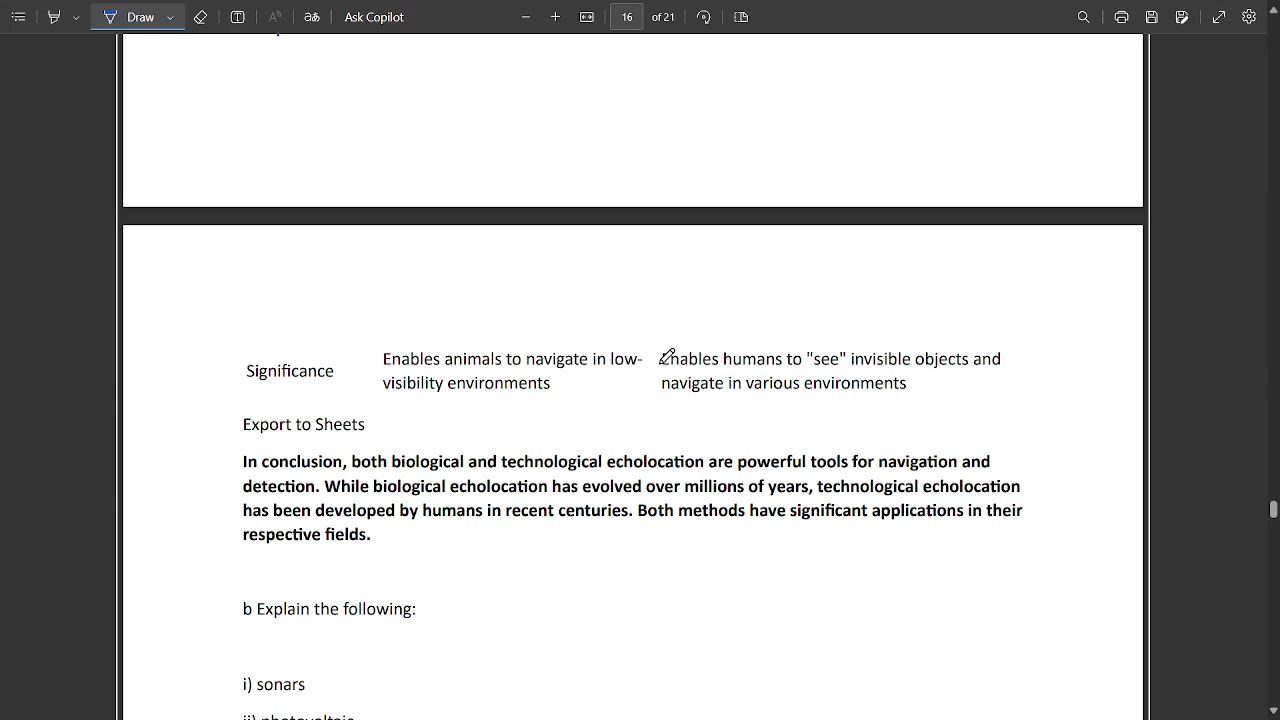 Draw
Ask Copilot
16
of 21
Significance
Enables animals to navigate in low-
visibility environments
Enables humans to "see" invisible objects and
navigate in various environments
Export to Sheets
In conclusion, both biological and technological echolocation are powerful tools for navigation and
detection. While biological echolocation has evolved over millions of years, technological echolocation
has been developed by humans in recent centuries. Both methods have significant applications in their
respective fields.
b Explain the following:
i) sonars
ii) photovoltaic